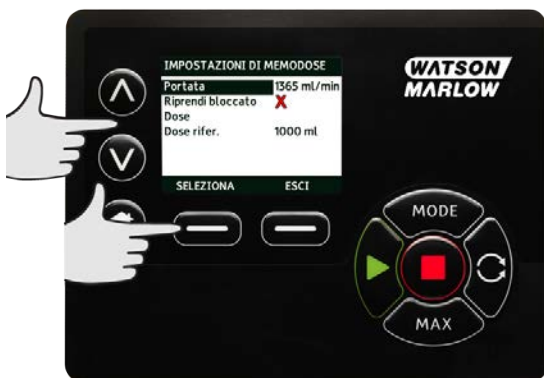 IMPOSTAZIONI DI MEMODOSE
Portata 1365 ml/min
Riprendi bloccato X
Dose
Dose rifer. 1000 ml
SELEZIONA ESCI
WATSON
MARLOW
MODE
MAX